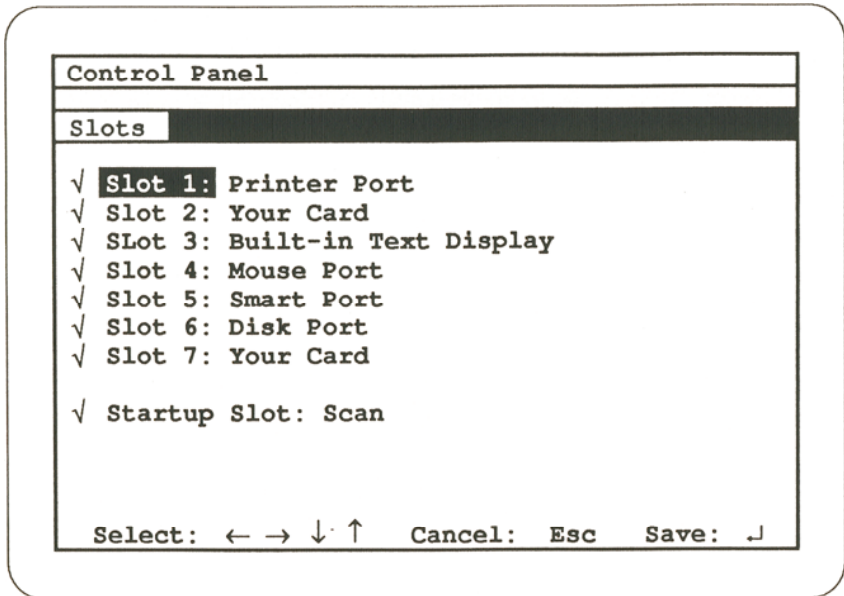 Control Panel
Slots
√ Slot 1: Printer Port
√ Slot 2: Your Card
√ SLot 3: Built-in Text Display
√ Slot 4: Mouse Port
√ Slot 5: Smart Port
√ Slot 6: Disk Port
√ Slot 7: Your Card
√ Startup Slot: Scan
Select: ← → ↓ ↑ Cancel: Esc Save: ↵